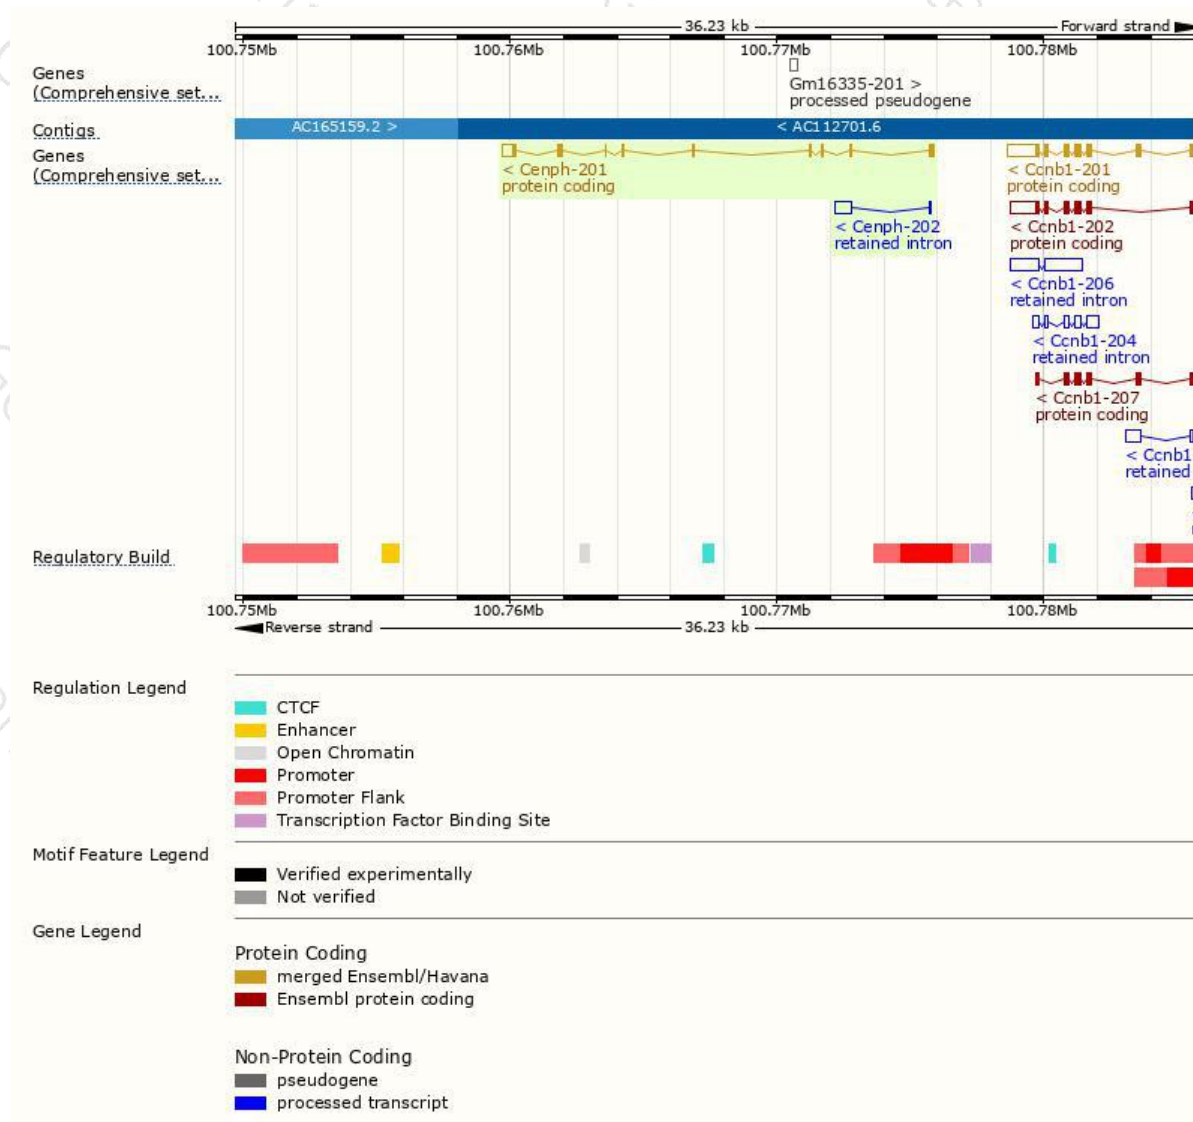 36.23 kb Forward strand
100.75Mb 100.76Mb 100.77Mb 100.78Mb
Genes
(Comprehensive set...
Gm16335-201 >
processed pseudogene
Contigs
AC165159.2 > < AC112701.6
Genes
(Comprehensive set...
< Cenph-201
protein coding
< Ccnb1-201
protein coding
< Cenph-202
retained intron
< Ccnb1-202
protein coding
< Ccnb1-206
retained intron
< Ccnb1-204
retained intron
< Ccnb1-207
protein coding
< Ccnb1
retained
Regulatory Build
100.75Mb 100.76Mb 100.77Mb 100.78Mb
Reverse strand 36.23 kb
Regulation Legend
CTCF
Enhancer
Open Chromatin
Promoter
Promoter Flank
Transcription Factor Binding Site
Motif Feature Legend
Verified experimentally
Not verified
Gene Legend
Protein Coding
merged Ensembl/Havana
Ensembl protein coding
Non-Protein Coding
pseudogene
processed transcript